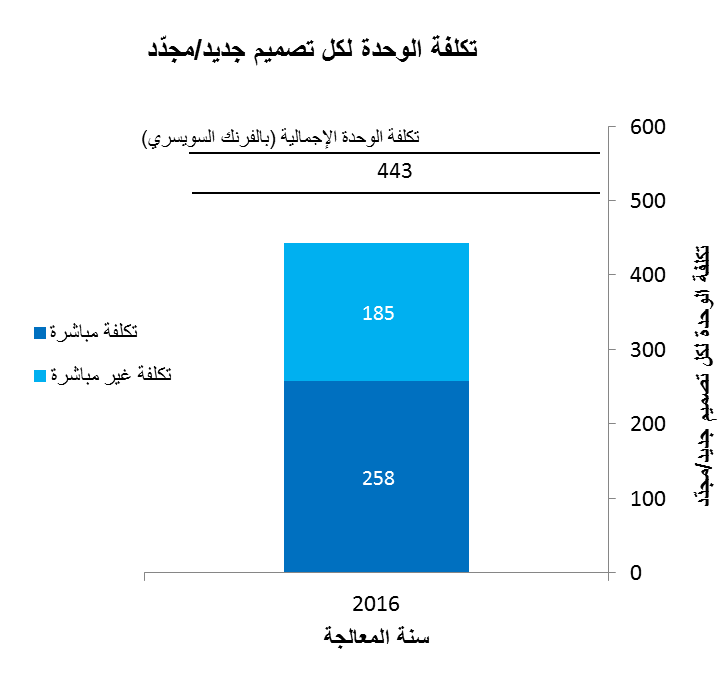 تكلفة الوحدة لكل تصميم جديد/مجدّد
تكلفة الوحدة الإجمالية (بالفرنك السويسري)
443
600
500
400
300
200
100
0
تكلفة الوحدة لكل تصميم جديد/مجدّد
185
258
تكلفة مباشرة
تكلفة غير مباشرة
2016
سنة المعالجة